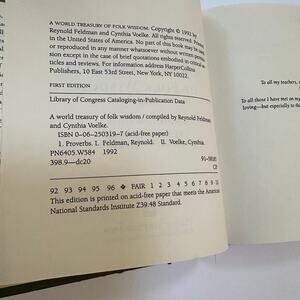 A WORLD TREASURY OF FOLK WISDOM. Copyright © 1992 by
Reynold Feldman and Cynthia Voelke. All rights reserved. Printed
in the United States of America. No part of this book may be
or reproduced in any manner whatsoever without written permis-
sion except in the case of brief quotations embodied in critical
ticles and reviews. For information address HarperCollins
Publishers, 10 East 53rd Street, New York, NY 10022.
FIRST EDITION
Library of Congress Cataloging-in-Publication Data
A world treasury of folk wisdom / compiled by Reynold Feldman
and Cynthia Voelke.
ISBN 0–06–250319–7 (acid-free paper)
1. Proverbs. I. Feldman, Reynold. II. Voelke, Cynthia.
PN6405.W584 1992
398.9—dc20
CIP
92 93 94 95 96 ❖ FAIR 1 2 3 4 5 6 7 8 9 10
This edition is printed on acid-free paper that meets the American
National Standards Institute Z39.48 Standard.
To all my teachers,
To all those I have met on my
Loving—but especially to the